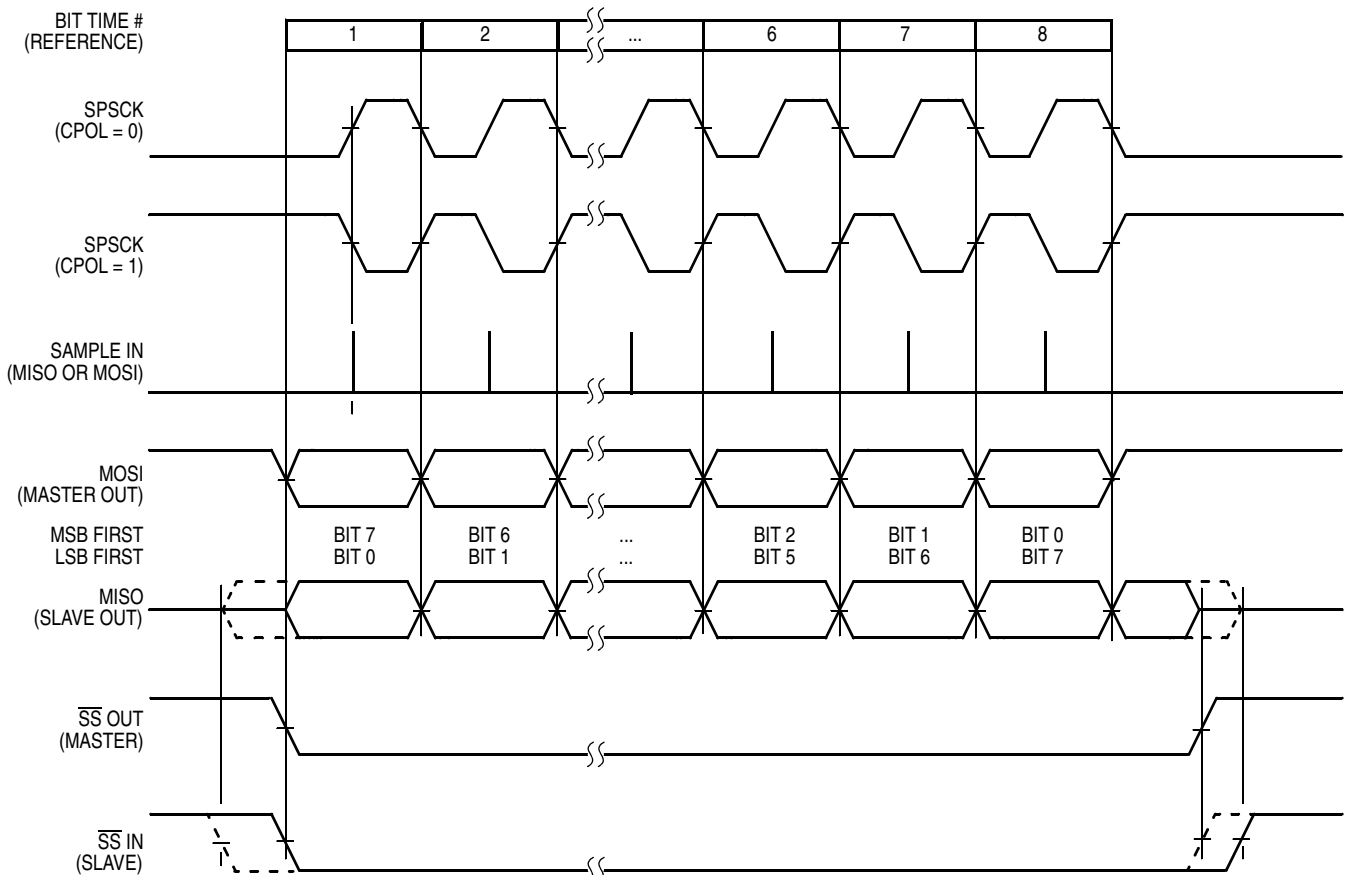 BIT TIME #
(REFERENCE)
1 2 ... 6 7 8
SPSCK
(CPOL = 0)
SPSCK
(CPOL = 1)
SAMPLE IN
(MISO OR MOSI)
MOSI
(MASTER OUT)
MSB FIRST BIT 7 BIT 6 ... BIT 2 BIT 1 BIT 0
LSB FIRST BIT 0 BIT 1 ... BIT 5 BIT 6 BIT 7
MISO
(SLAVE OUT)
S̅S̅ OUT
(MASTER)
S̅S̅ IN
(SLAVE)